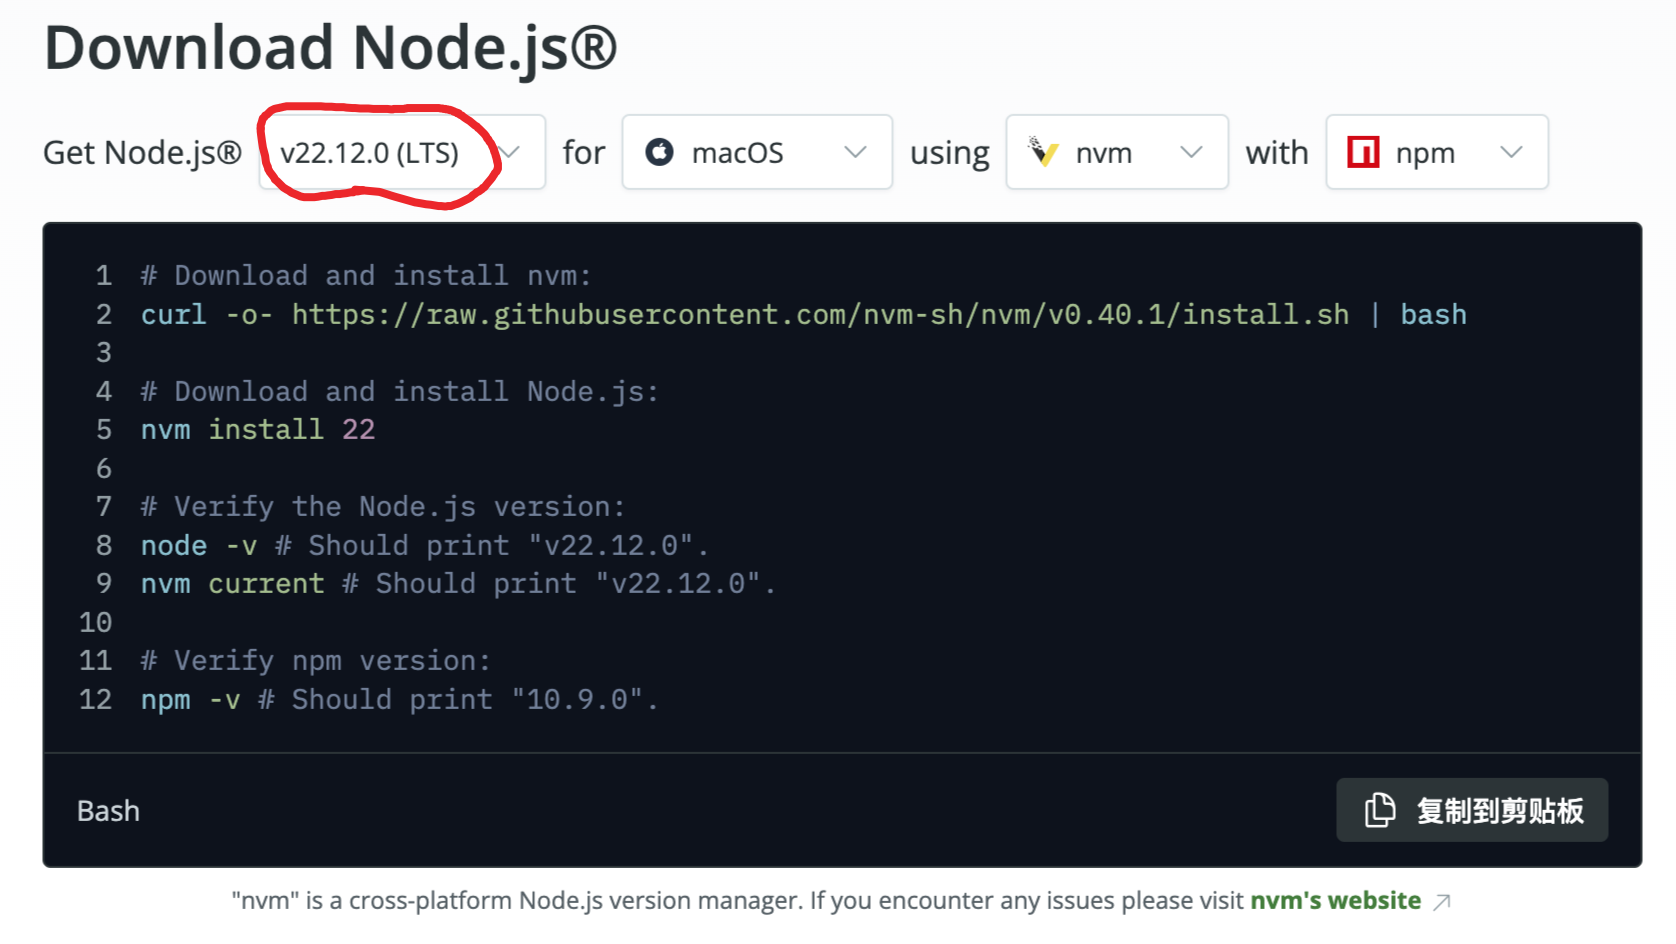 Download Node.js®
Get Node.js® v22.12.0 (LTS) for macOS using nvm with npm
1 # Download and install nvm:
2 curl -o- https://raw.githubusercontent.com/nvm-sh/nvm/v0.40.1/install.sh | bash
3
4 # Download and install Node.js:
5 nvm install 22
6
7 # Verify the Node.js version:
8 node -v # Should print "v22.12.0".
9 nvm current # Should print "v22.12.0".
10
11 # Verify npm version:
12 npm -v # Should print "10.9.0".
Bash 复制到剪贴板
"nvm" is a cross-platform Node.js version manager. If you encounter any issues please visit nvm's website